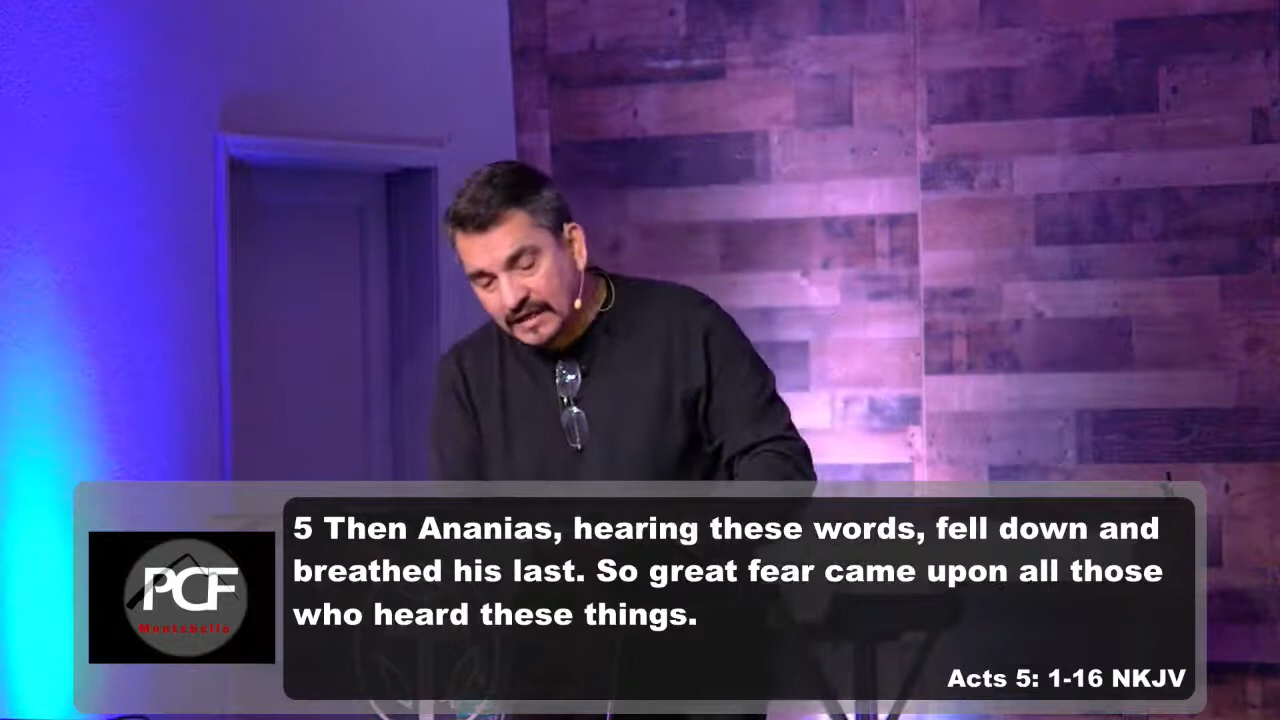 5 Then Ananias, hearing these words, fell down and
breathed his last. So great fear came upon all those
who heard these things.
PCF
Montebello
Acts 5: 1-16 NKJV